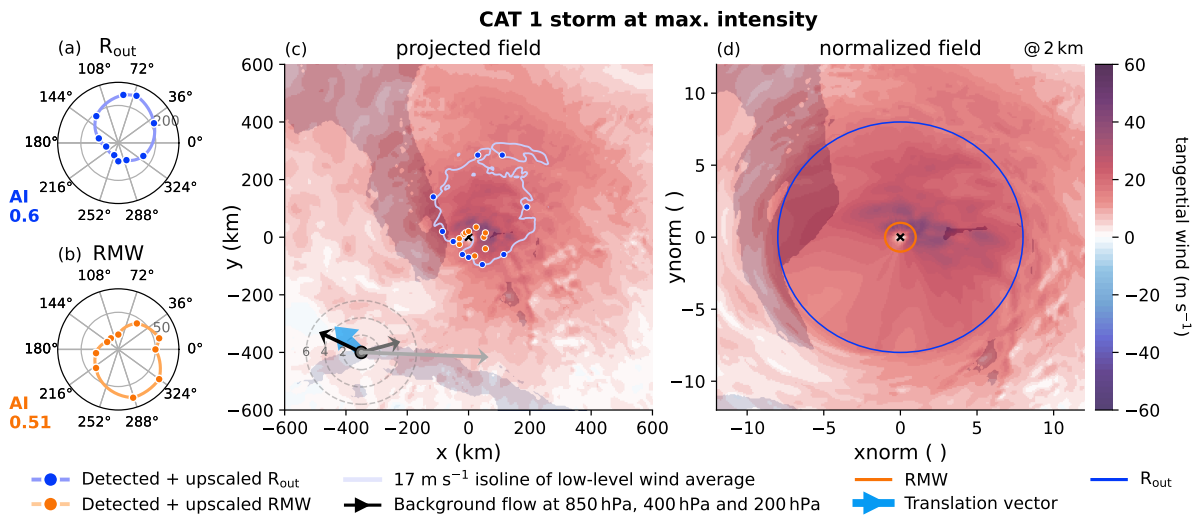 CAT 1 storm at max. intensity
(a)
R_out
108° 72°
144° 36°
200
180° 0°
216° 324°
252° 288°
AI
0.6
(b)
RMW
108° 72°
144° 36°
50
180° 0°
216° 324°
252° 288°
AI
0.51
(c) projected field
600
400
200
0
−200
−400
−600
y (km)
6 4 2
−600 −400 −200 0 200 400 600
x (km)
(d) normalized field @ 2 km
10
5
0
−5
−10
ynorm ( )
−10 −5 0 5 10
xnorm ( )
60
40
20
0
−20
−40
−60
tangential wind (m s⁻¹)
Detected + upscaled R_out
Detected + upscaled RMW
17 m s⁻¹ isoline of low-level wind average
Background flow at 850 hPa, 400 hPa and 200 hPa
RMW
Translation vector
R_out